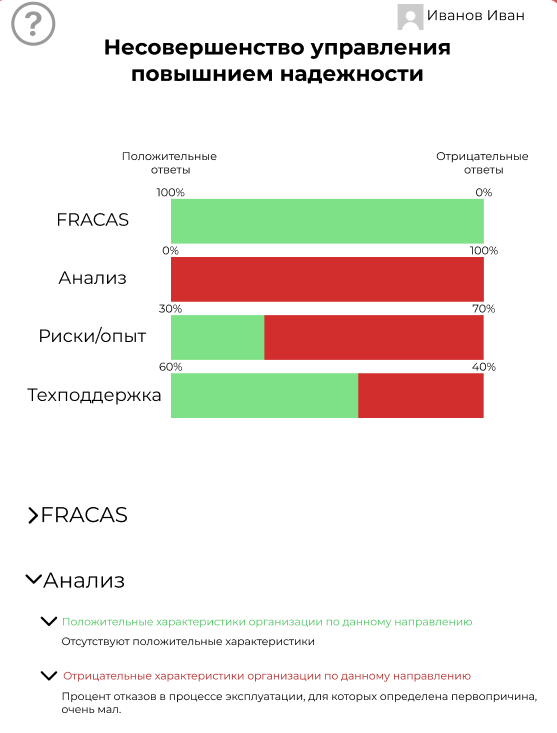 ?
Иванов Иван
Несовершенство управления
повышнием надежности
Положительные
ответы
Отрицательные
ответы
100%
0%
FRACAS
0%
100%
Анализ
30%
70%
Риски/опыт
60%
40%
Техподдержка
FRACAS
Анализ
Положительные характеристики организации по данному направлению
Отсутствуют положительные характеристики
Отрицательные характеристики организации по данному направлению
Процент отказов в процессе эксплуатации, для которых определена первопричина,
очень мал.